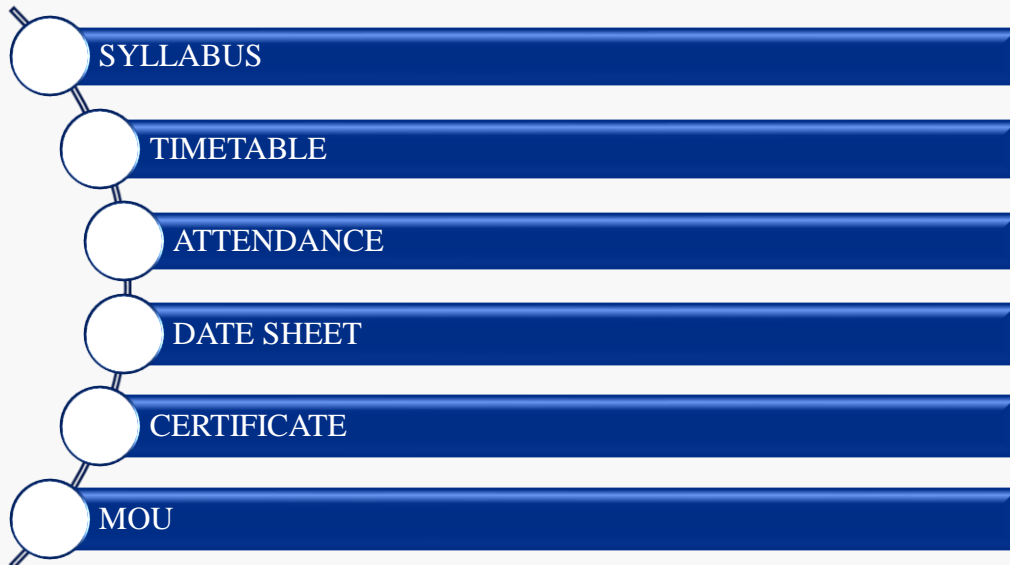 SYLLABUS
TIMETABLE
ATTENDANCE
DATE SHEET
CERTIFICATE
MOU